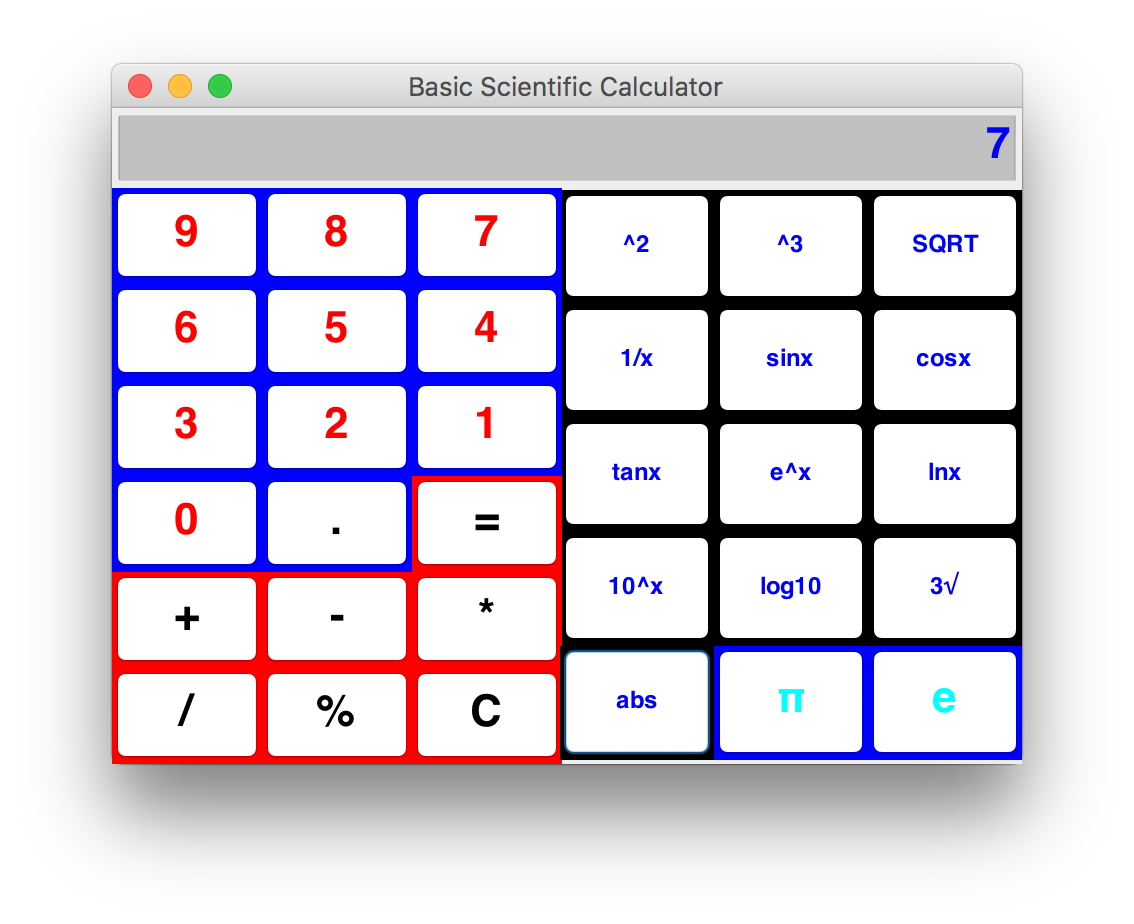 Basic Scientific Calculator
7
9 8 7 ^2 ^3 SQRT
6 5 4 1/x sinx cosx
3 2 1 tanx e^x lnx
0 . = 10^x log10 3√
+ - * abs π e
/ % C